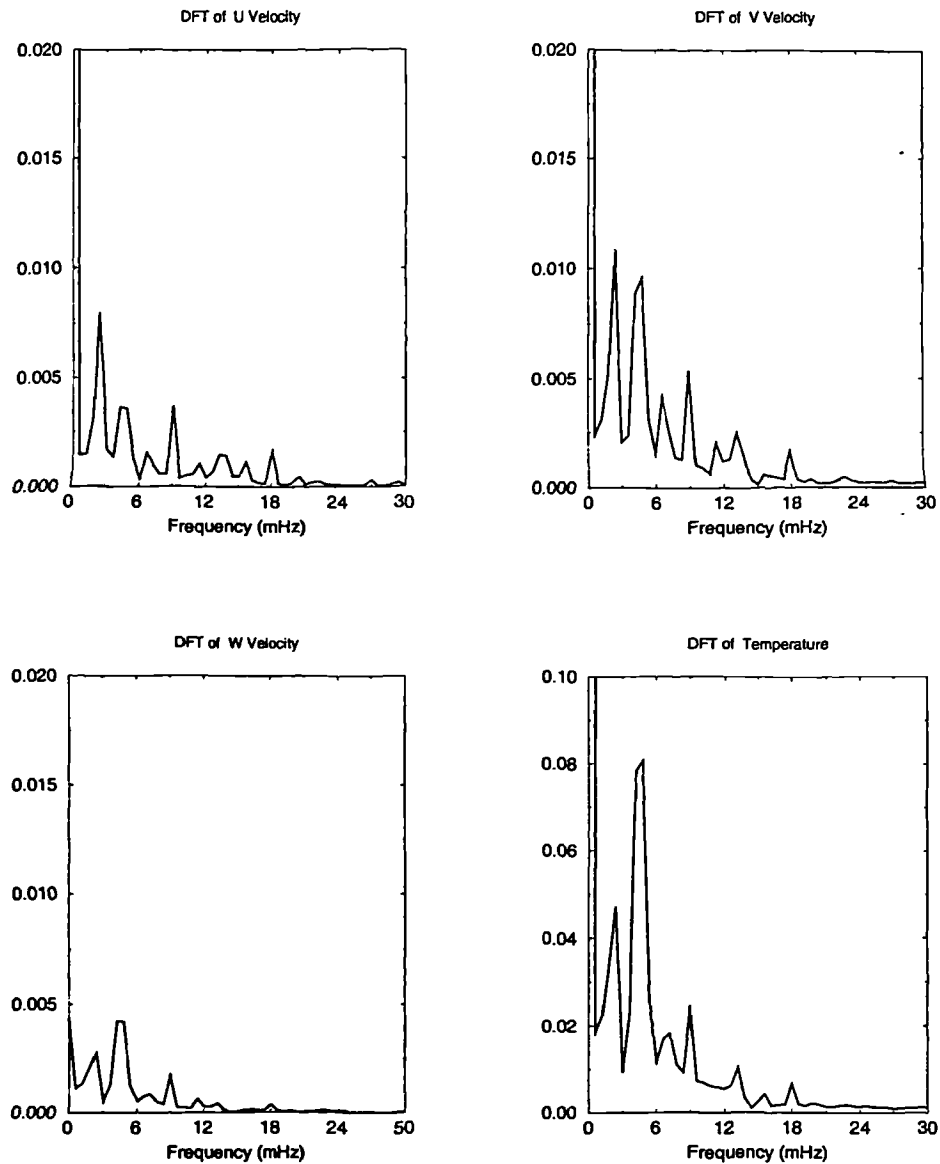 DFT of U Velocity
0.020
0.015
0.010
0.005
0.000
0 6 12 18 24 30
Frequency (mHz)
DFT of V Velocity
0.020
0.015
0.010
0.005
0.000
0 6 12 18 24 30
Frequency (mHz)
DFT of W Velocity
0.020
0.015
0.010
0.005
0.000
0 6 12 18 24 50
Frequency (mHz)
DFT of Temperature
0.10
0.08
0.06
0.04
0.02
0.00
0 6 12 18 24 30
Frequency (mHz)